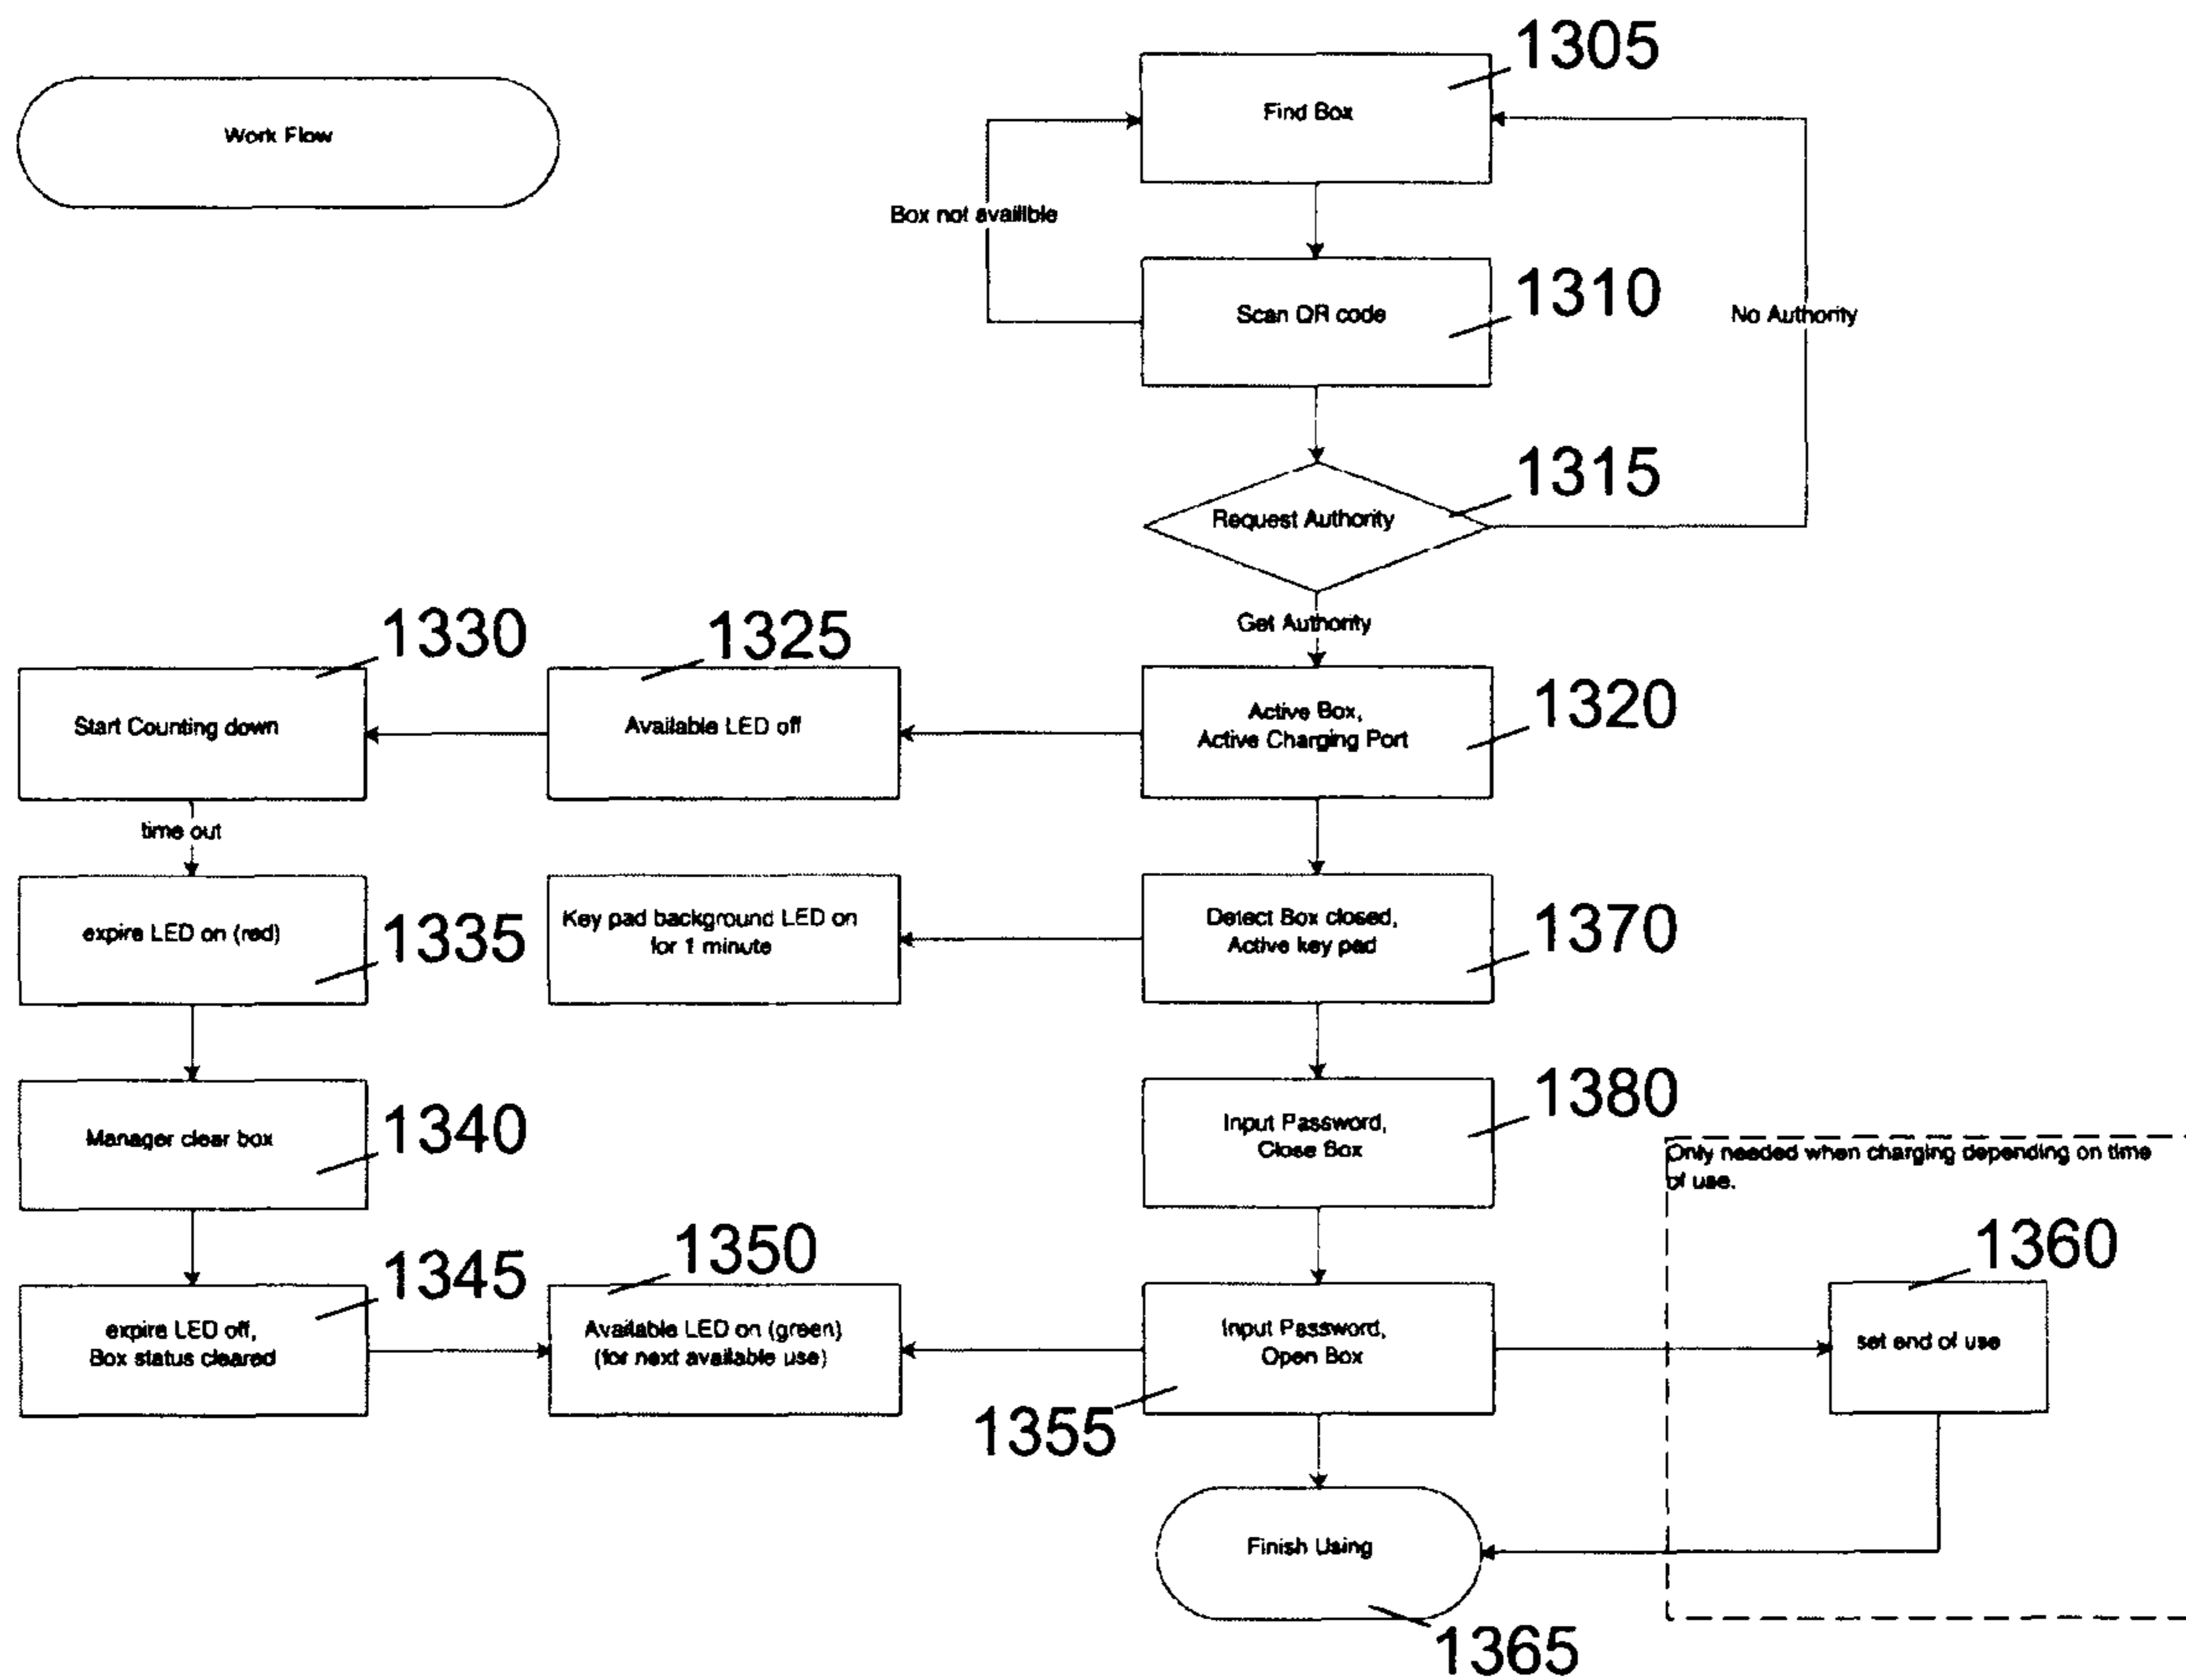 Work Flow
1305
Find Box
Box not availlble
1310
Scan QR code
No Authority
1315
Request Authority
Get Authority
1330
1325
1320
Start Counting down
Available LED off
Active Box,
Active Charging Port
time out
expire LED on (red)
1335
Key pad background LED on
for 1 minute
Detect Box closed,
Active key pad
1370
Manager clear box
1340
Input Password,
Close Box
1380
Only needed when charging depending on time
of use.
1345
expire LED off,
Box status cleared
1350
Available LED on (green)
(for next available use)
Input Password,
Open Box
1355
1360
set end of use
Finish Using
1365